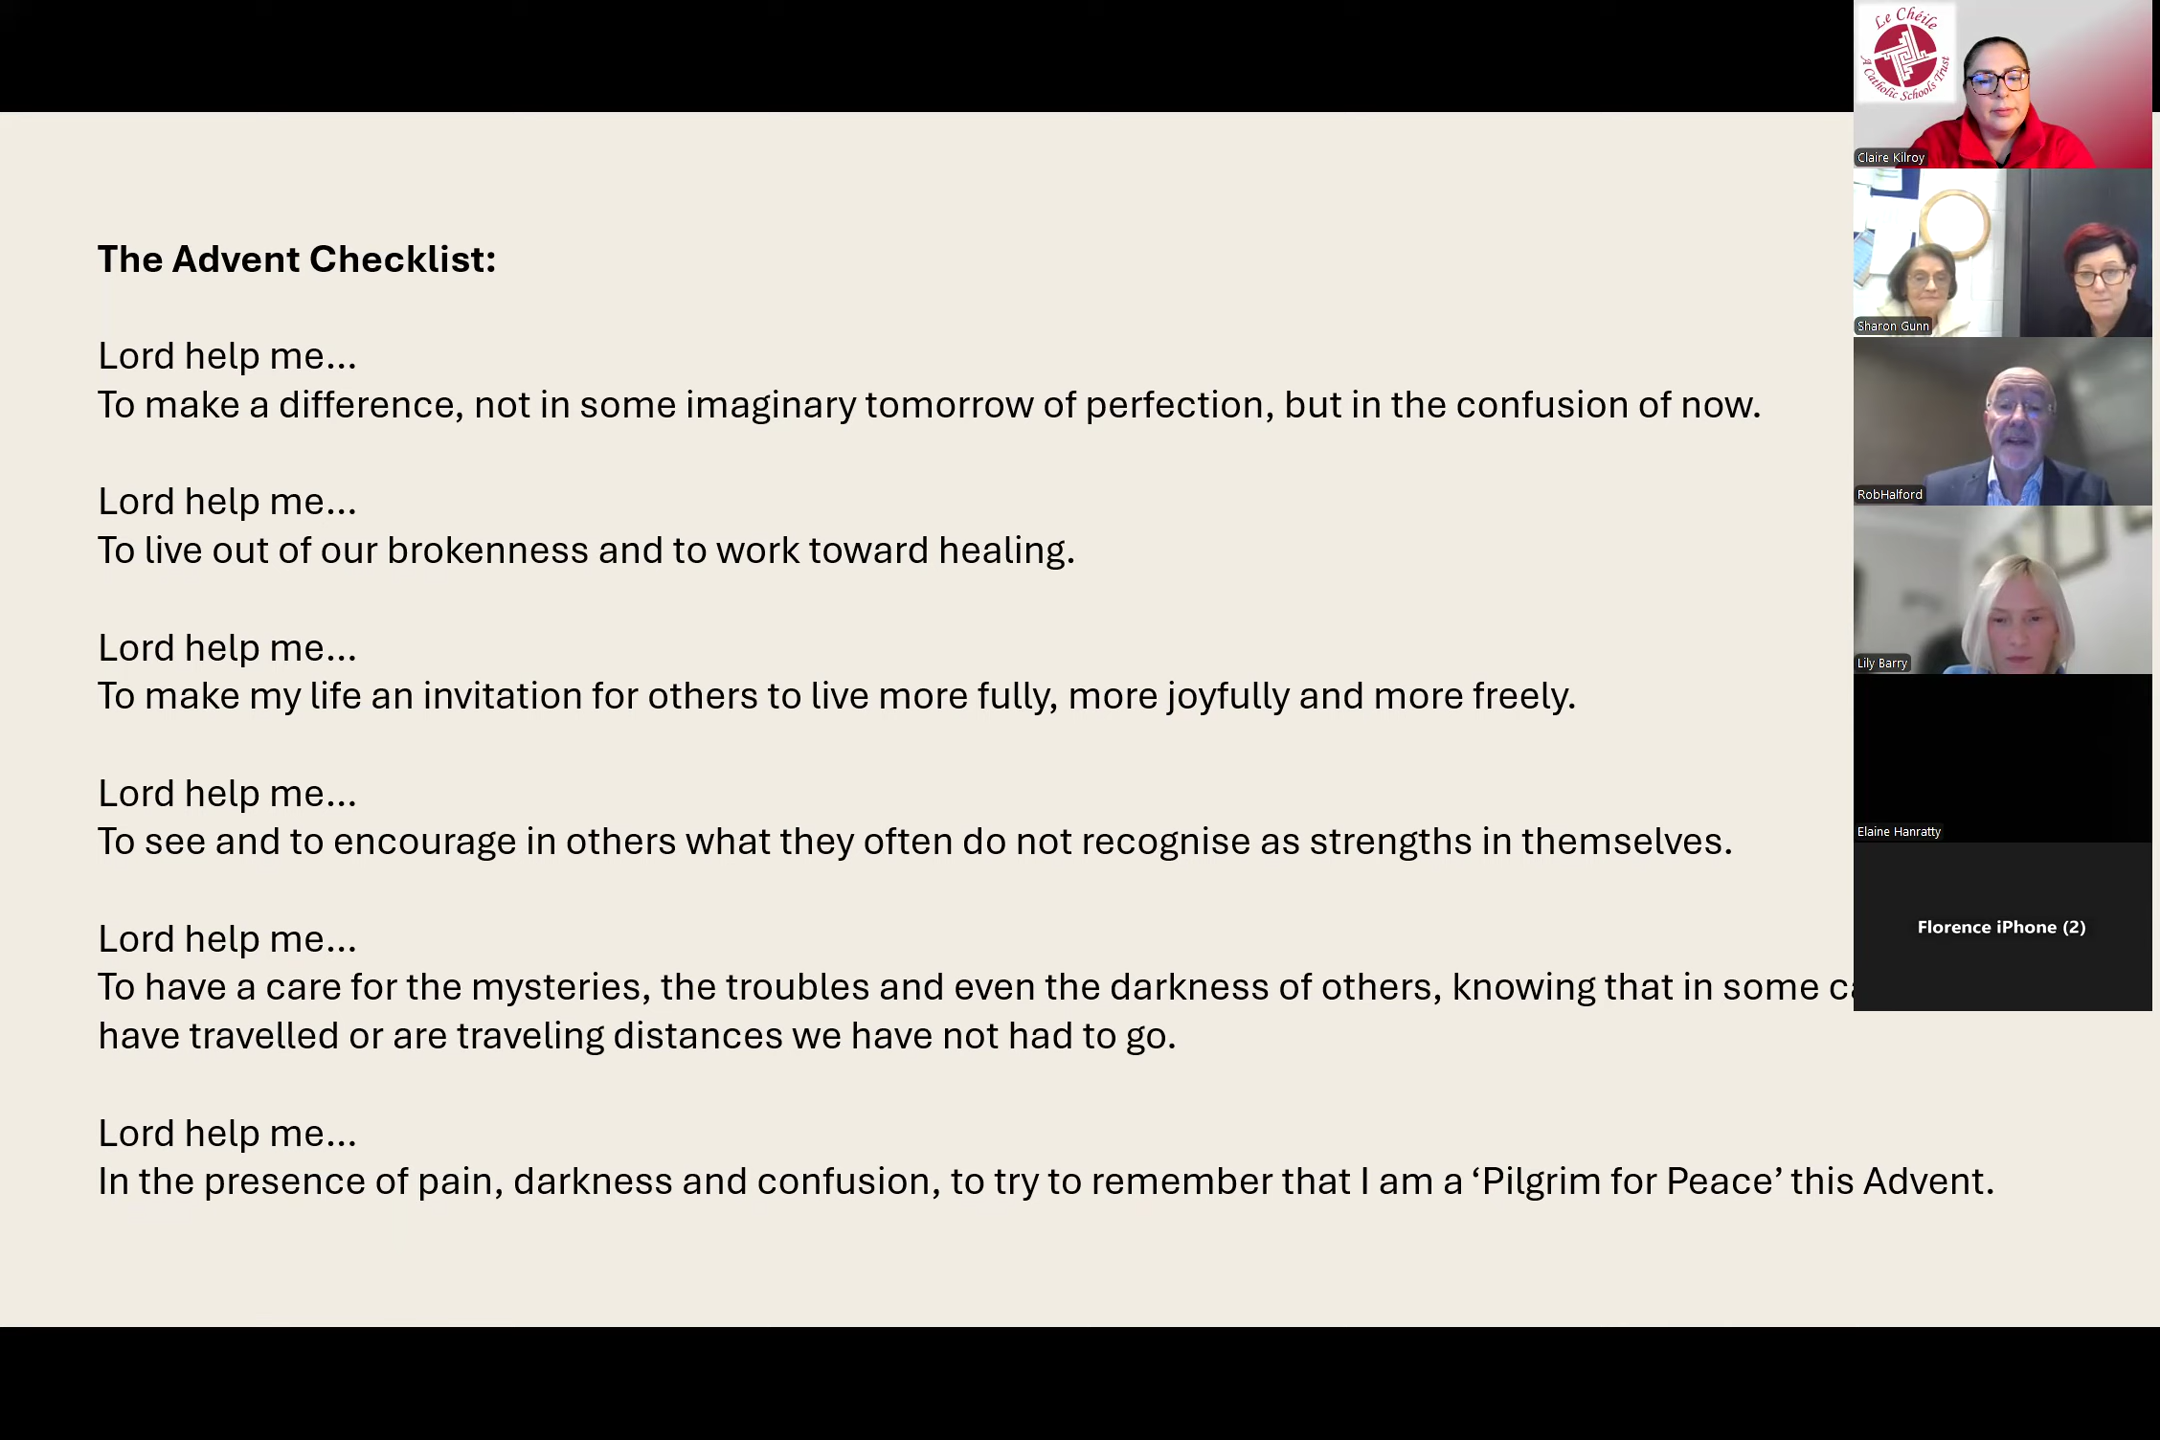 The Advent Checklist:
Lord help me...
To make a difference, not in some imaginary tomorrow of perfection, but in the confusion of now.
Lord help me...
To live out of our brokenness and to work toward healing.
Lord help me...
To make my life an invitation for others to live more fully, more joyfully and more freely.
Lord help me...
To see and to encourage in others what they often do not recognise as strengths in themselves.
Lord help me...
To have a care for the mysteries, the troubles and even the darkness of others, knowing that in some
have travelled or are traveling distances we have not had to go.
Lord help me...
In the presence of pain, darkness and confusion, to try to remember that I am a ‘Pilgrim for Peace’ this Advent.
Le Chéile
A Catholic Schools Trust
Claire Kilroy
Sharon Gunn
RobHalford
Lily Barry
Elaine Hanratty
Florence iPhone (2)